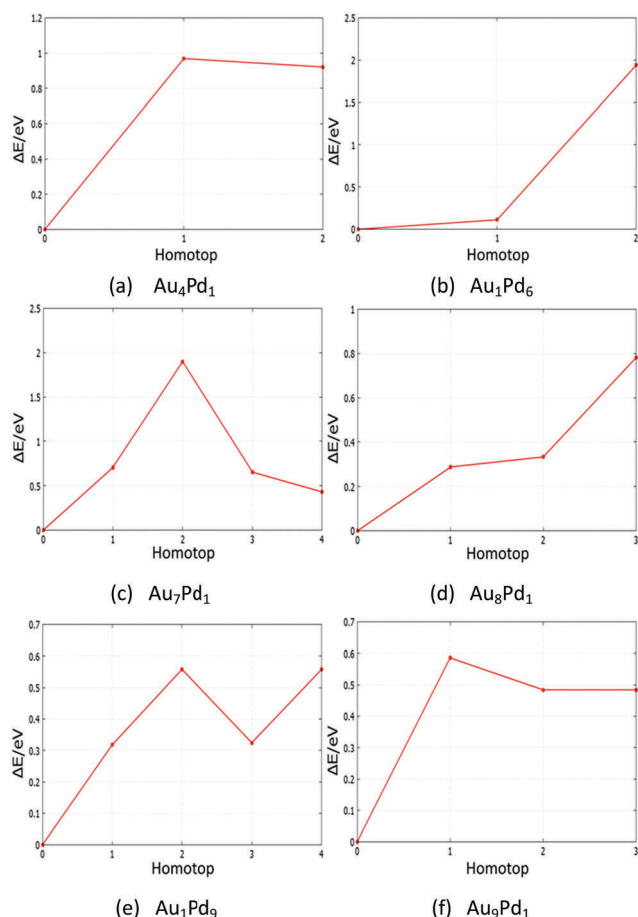 1.2
1
0.8
0.6
0.4
0.2
0
ΔE/eV
0 1 2
Homotop
(a) Au₄Pd₁
2.5
2
1.5
1
0.5
0
ΔE/eV
0 1 2
Homotop
(b) Au₁Pd₆
2.5
2
1.5
1
0.5
0
ΔE/eV
0 1 2 3 4
Homotop
(c) Au₇Pd₁
1
0.8
0.6
0.4
0.2
0
ΔE/eV
0 1 2 3
Homotop
(d) Au₈Pd₁
0.7
0.6
0.5
0.4
0.3
0.2
0.1
0
ΔE/eV
0 1 2 3 4
Homotop
(e) Au₁Pd₉
0.7
0.6
0.5
0.4
0.3
0.2
0.1
0
ΔE/eV
0 1 2 3
Homotop
(f) Au₉Pd₁